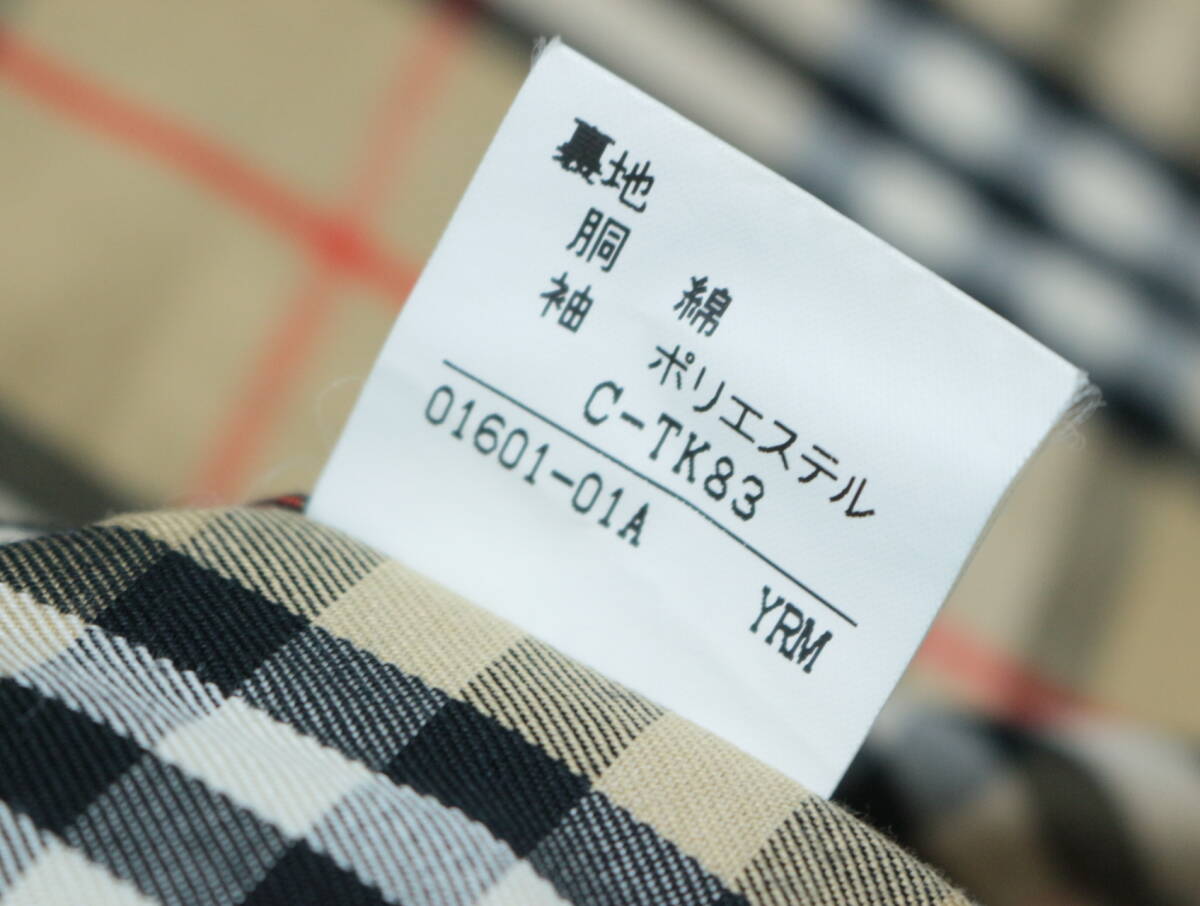 裏地
胴 綿
袖 ポリエステル
C-TK83
01601-01A
YRM